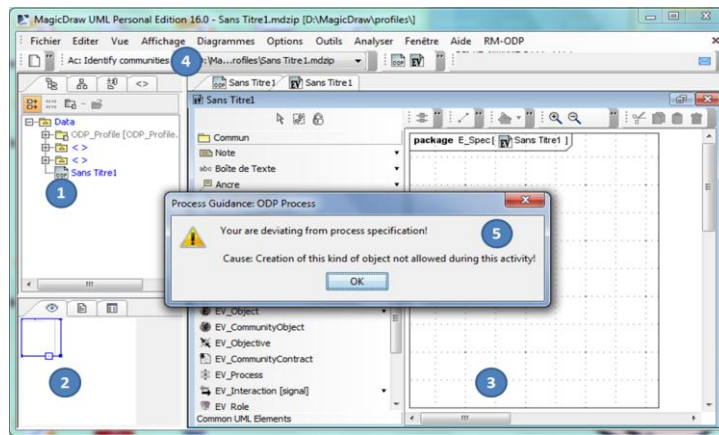 MagicDraw UML Personal Edition 16.0 - Sans Titre1.mdzip [D:\MagicDraw\profiles\]
Fichier Editer Vue Affichage Diagrammes Options Outils Analyser Fenêtre Aide RM-ODP
Ac: Identify communities
4
:\Ma...rofiles\Sans Titre1.mdzip
Sans Titre1
Sans Titre1
Sans Titre1
Data
ODP_Profile [ODP_Profile.
< >
< >
Sans Titre1
1
Commun
Note
Boîte de Texte
Ancre
package E_Spec[ Sans Titre1 ]
Process Guidance: ODP Process
Your are deviating from process specification!
5
Cause: Creation of this kind of object not allowed during this activity!
OK
EV_Object
EV_CommunityObject
EV_Objective
EV_CommunityContract
EV_Process
EV_Interaction [signal]
EV_Role
Common UML Elements
2
3